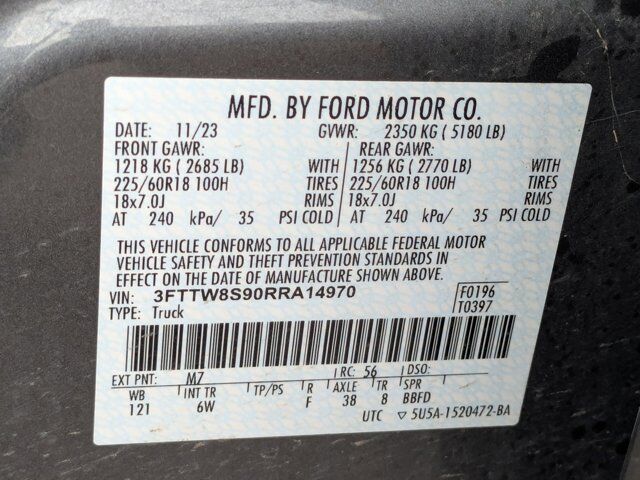 MFD. BY FORD MOTOR CO.
DATE: 11/23 GVWR: 2350 KG ( 5180 LB)
FRONT GAWR: REAR GAWR:
1218 KG ( 2685 LB) WITH 1256 KG ( 2770 LB) WITH
225/60R18 100H TIRES 225/60R18 100H TIRES
18x7.0J RIMS 18x7.0J RIMS
AT 240 kPa/ 35 PSI COLD AT 240 kPa/ 35 PSI COLD
THIS VEHICLE CONFORMS TO ALL APPLICABLE FEDERAL MOTOR
VEHICLE SAFETY AND THEFT PREVENTION STANDARDS IN
EFFECT ON THE DATE OF MANUFACTURE SHOWN ABOVE.
VIN: 3FTTW8S90RRA14970 F0196
TYPE: Truck T0397
EXT PNT: M7 RC: 56 DSO:
WB INT TR TP/PS R AXLE TR SPR
121 6W F 38 8 BBFD
UTC ▽ 5U5A-1520472-BA